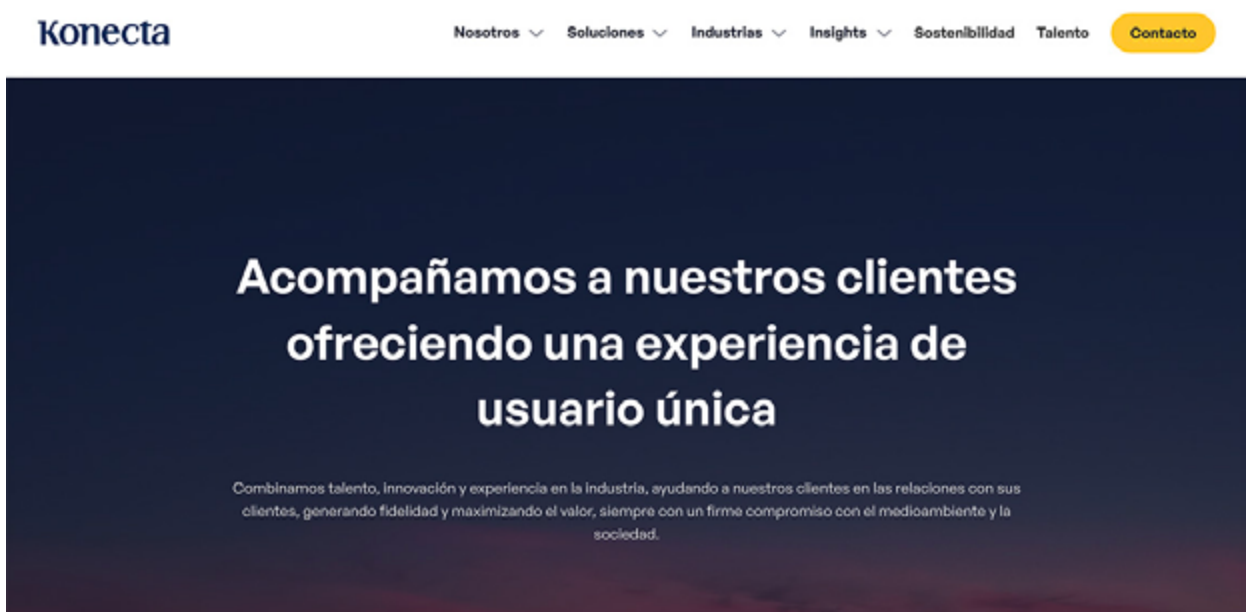 Konecta
Nosotros Soluciones Industrias Insights Sostenibilidad Talento Contacto
Acompañamos a nuestros clientes
ofreciendo una experiencia de
usuario única
Combinamos talento, innovación y experiencia en la industria, ayudando a nuestros clientes en las relaciones con sus
clientes, generando fidelidad y maximizando el valor, siempre con un firme compromiso con el medioambiente y la
sociedad.